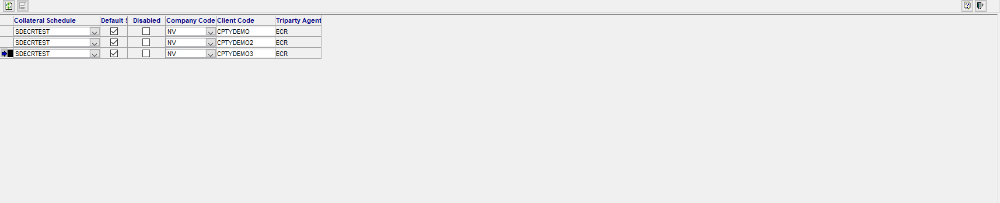 Collateral Schedule Default S Disabled Company Code Client Code Triparty Agent
SDECRTEST NV CPTYDEMO ECR
SDECRTEST NV CPTYDEMO2 ECR
SDECRTEST NV CPTYDEMO3 ECR